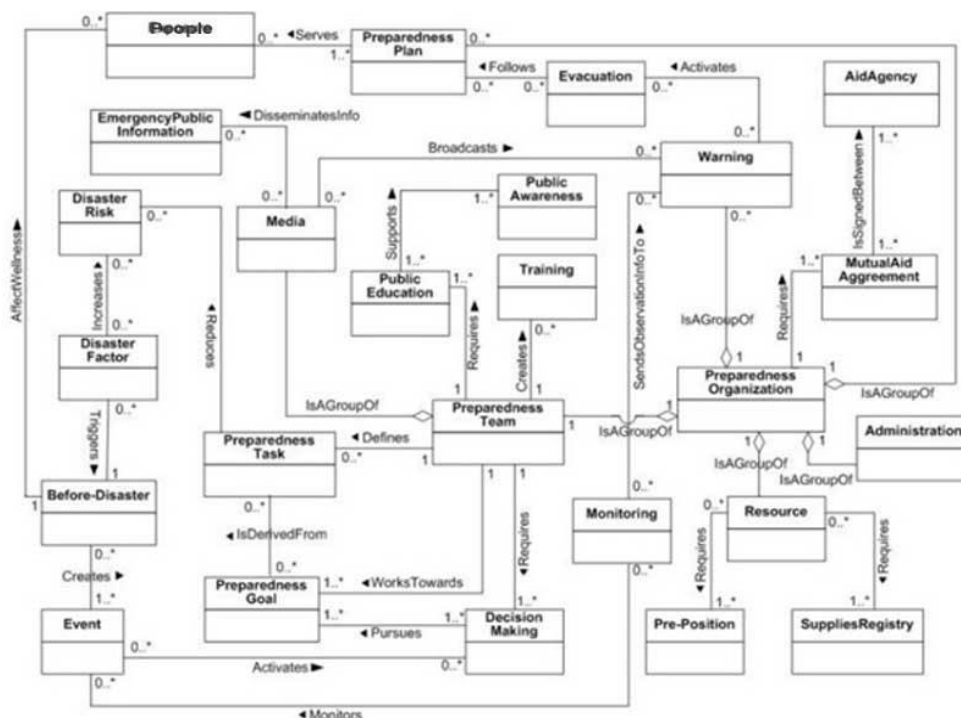 People
0..*
0..*
◄Serves
1..*
Preparedness
Plan
0..*
◄Follows
0..*
0..*
Evacuation
◄Activates
0..*
0..*
AidAgency
1..*
EmergencyPublic
Information
◄DisseminatesInfo
0..*
Broadcasts ►
0..*
Warning
0..*
0..*
IsSignedBetween►
Disaster
Risk
0..*
0..*
0..*
0..*
Media
Public
Awareness
1..*
Supports►
1..*
Public
Education
1..*
Training
0..*
1..*
1..*
MutualAid
Aggreement
AffectWellness►
Increases►
0..*
◄Reduces
Requires►
Creates►
SendsObservationInfoTo►
IsAGroupOf
Requires►
Disaster
Factor
0..*
1
1
Preparedness
Organization
1
IsAGroupOf
IsAGroupOf
1
1
Preparedness
Team
1
1
IsAGroupOf
Triggers►
Preparedness
Task
◄Defines
0..*
1
1
1
1
1
IsAGroupOf
IsAGroupOf
Administration
1
1
Before-Disaster
0..*
0..*
◄IsDerivedFrom
0..*
Requires►
0..*
Monitoring
0..*
0..*
Resource
0..*
Creates ►
1..*
Preparedness
Goal
1..*
◄WorksTowards
1..*
1..*
◄Pursues
1..*
Decision
Making
◄Requires
1..*
Requires►
1..*
Event
0..*
0..*
Activates ►
0..*
Pre-Position
SuppliesRegistry
◄Monitors